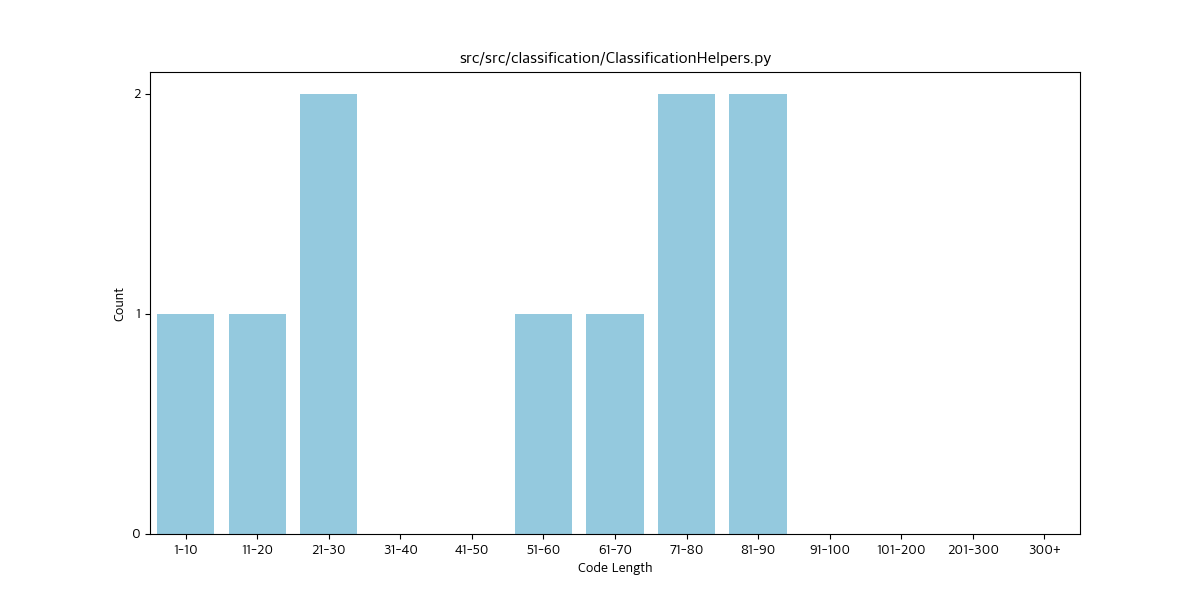 src/src/classification/ClassificationHelpers.py
Count
2
1
0
1-10 11-20 21-30 31-40 41-50 51-60 61-70 71-80 81-90 91-100 101-200 201-300 300+
Code Length